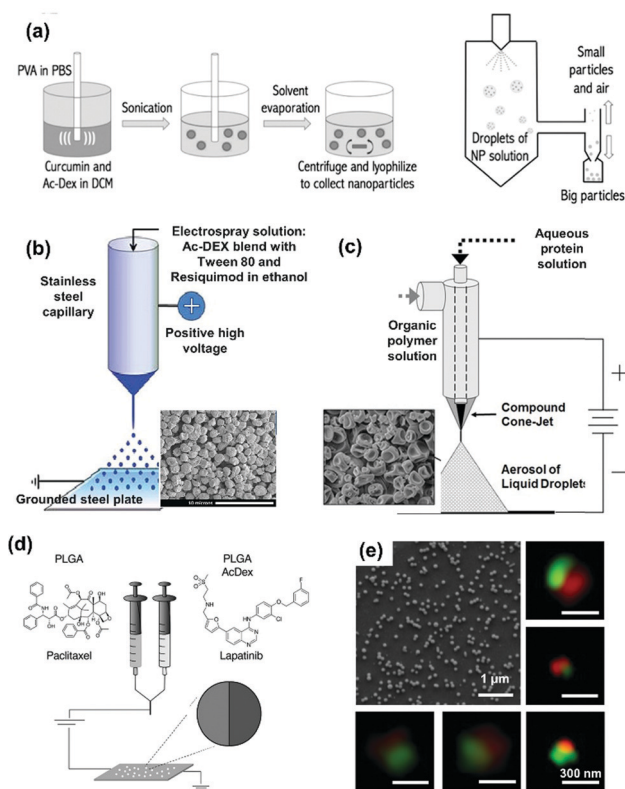 (a)
PVA in PBS
Sonication
Solvent
evaporation
Curcumin and
Ac-Dex in DCM
Centrifuge and lyophilize
to collect nanoparticles
Droplets of
NP solution
Small
particles
and air
Big particles
(b)
Electrospray solution:
Ac-DEX blend with
Tween 80 and
Resiquimod in ethanol
Stainless
steel
capillary
Positive high
voltage
Grounded steel plate
(c)
Aqueous
protein
solution
Organic
polymer
solution
+
Compound
Cone-Jet
Aerosol of
Liquid Droplets
−
(d)
PLGA
PLGA
AcDex
Paclitaxel
Lapatinib
(e)
1 µm
300 nm